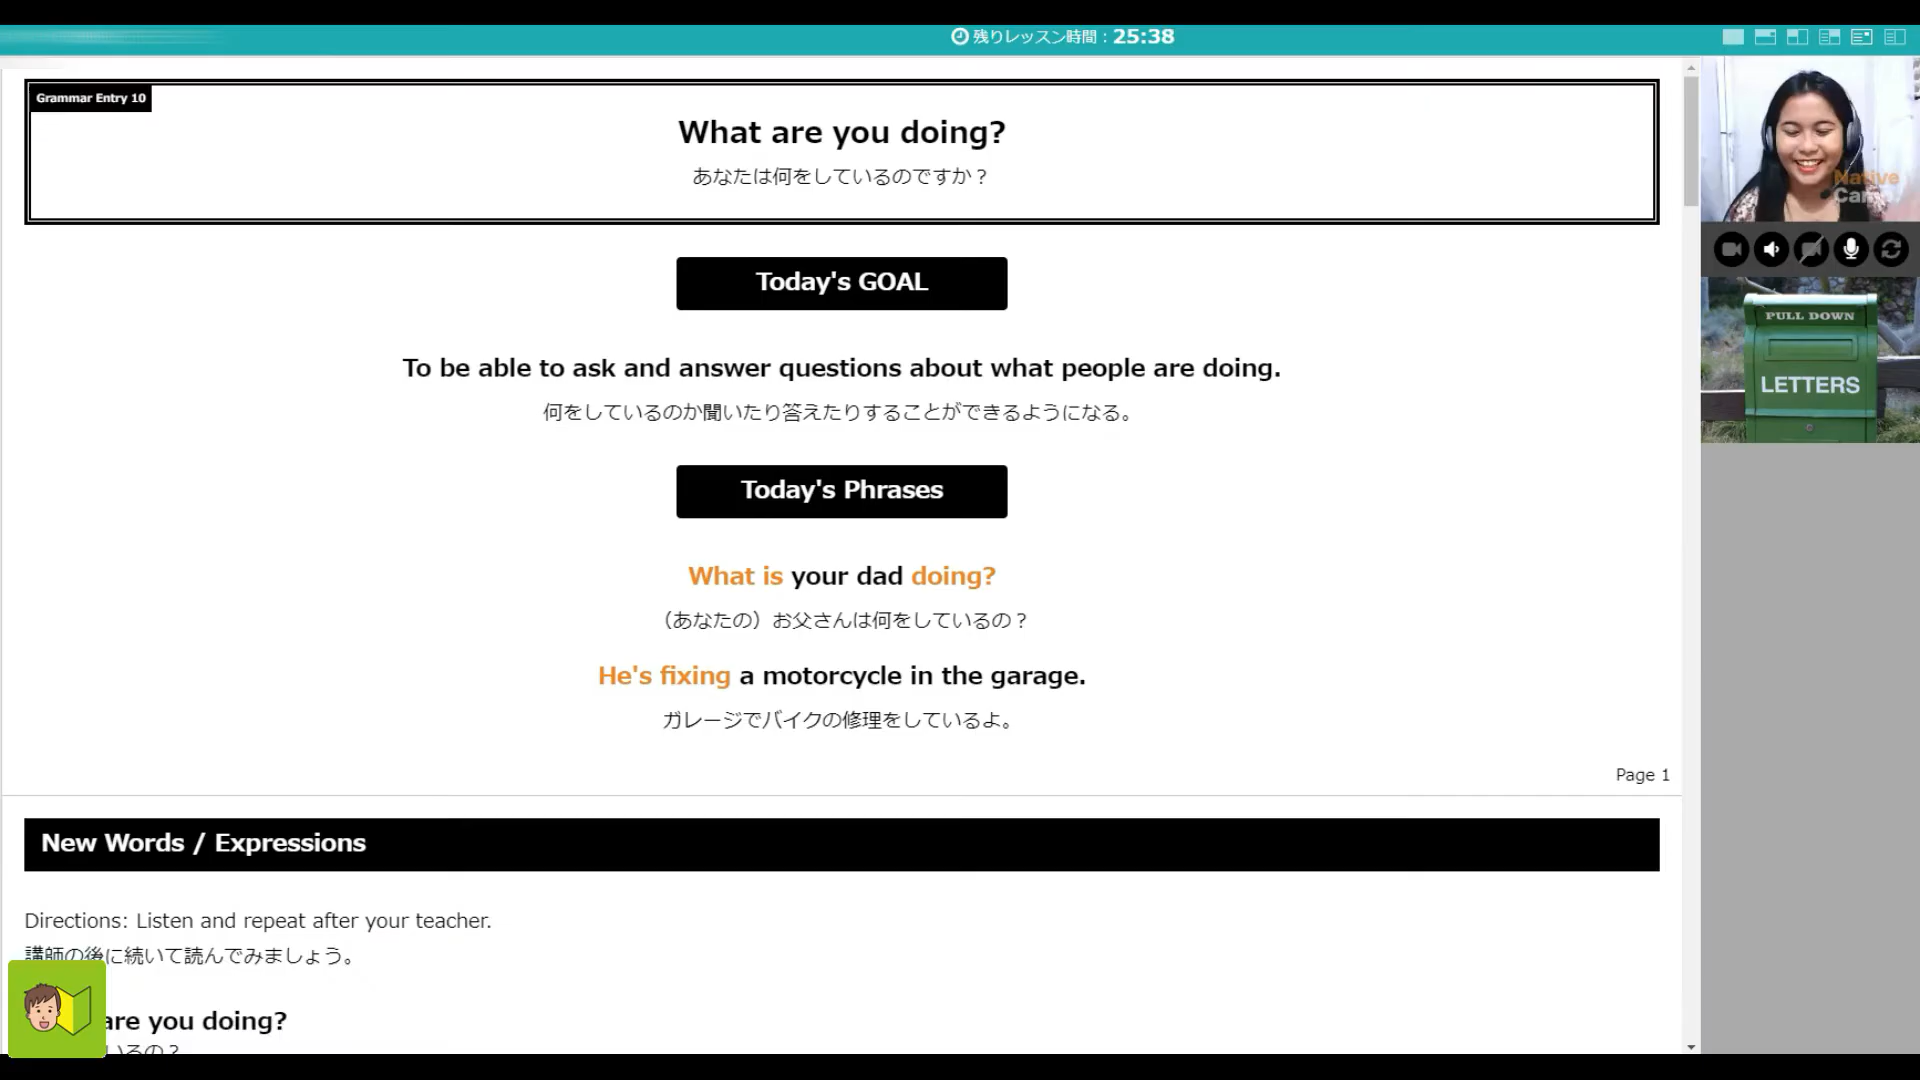 残りレッスン時間：25:38
Grammar Entry 10
What are you doing?
あなたは何をしているのですか？
Today's GOAL
To be able to ask and answer questions about what people are doing.
何をしているのか聞いたり答えたりすることができるようになる。
Today's Phrases
What is your dad doing?
（あなたの）お父さんは何をしているの？
He's fixing a motorcycle in the garage.
ガレージでバイクの修理をしているよ。
Page 1
New Words / Expressions
Directions: Listen and repeat after your teacher.
講師の後に続いて読んでみましょう。
are you doing?
いるの？
Native
Camp
PULL DOWN
LETTERS